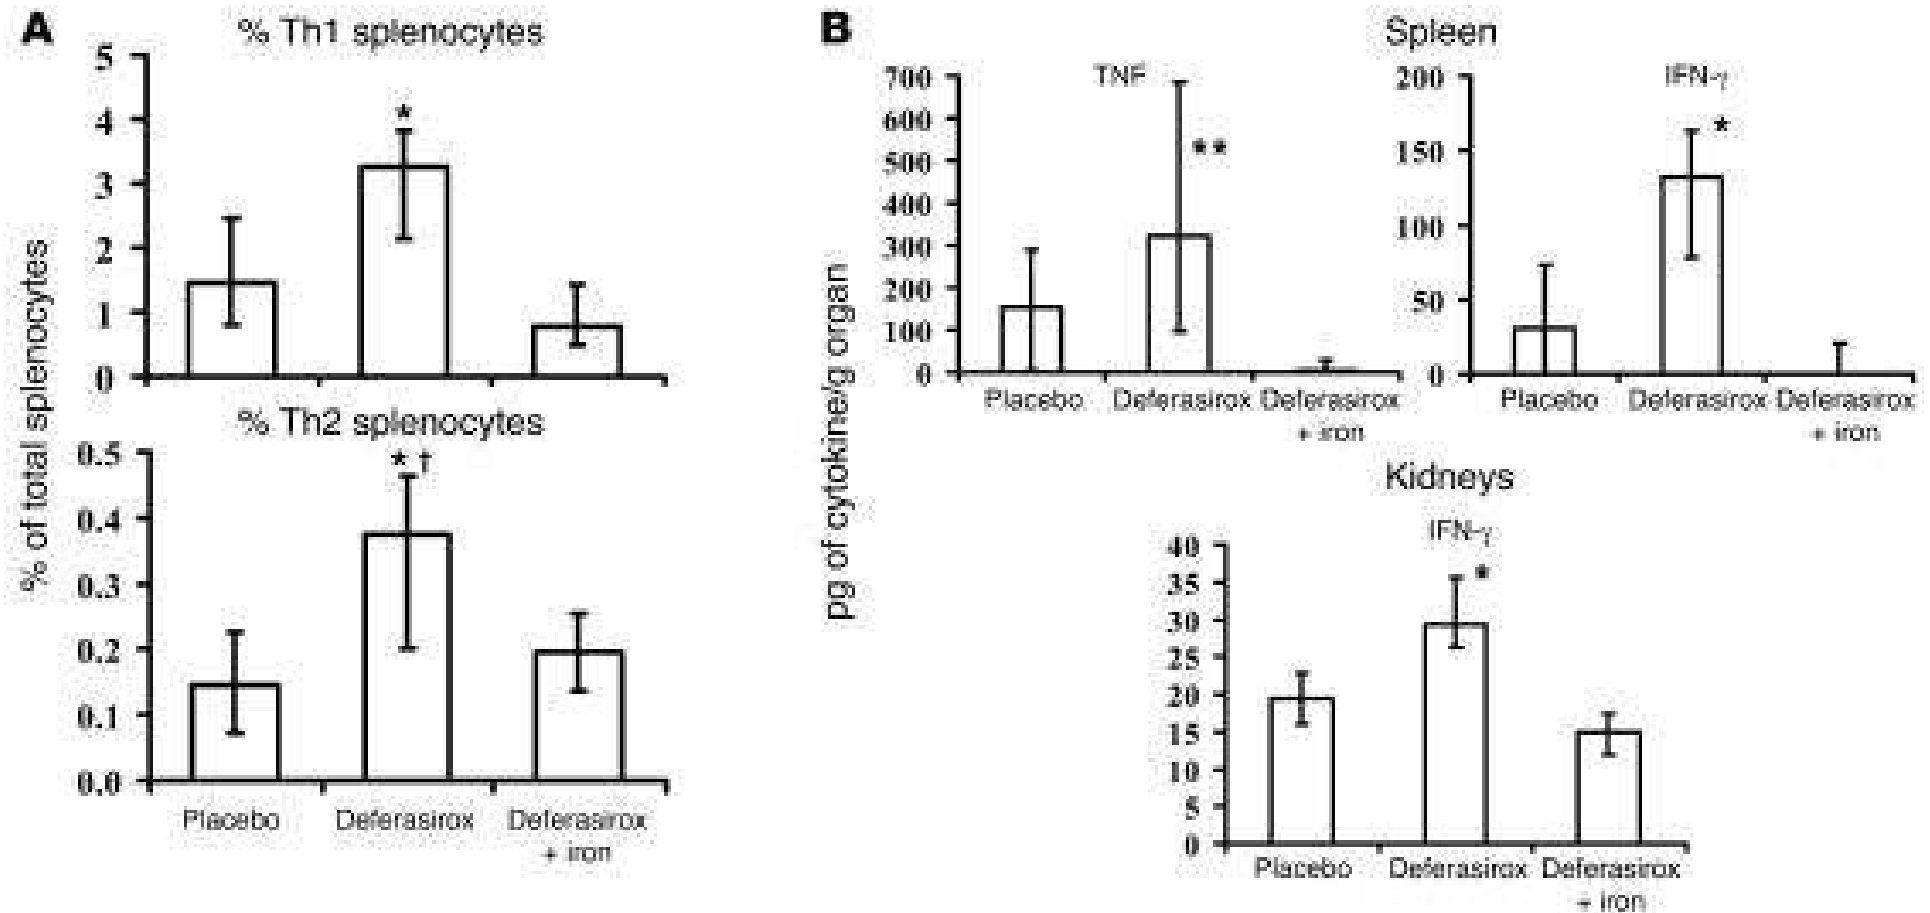 A
% Th1 splenocytes
5
4
3
2
1
0
*
% of total splenocytes
% Th2 splenocytes
0.5
0.4
0.3
0.2
0.1
0.0
* †
Placebo Deferasirox Deferasirox
+ iron
B
Spleen
pg of cytokine/g organ
TNF
700
600
500
400
300
200
100
0
**
Placebo Deferasirox Deferasirox
+ iron
IFN-γ
200
150
100
50
0
*
Placebo Deferasirox Deferasirox
+ iron
Kidneys
IFN-γ
40
35
30
25
20
15
10
5
0
*
Placebo Deferasirox Deferasirox
+ iron